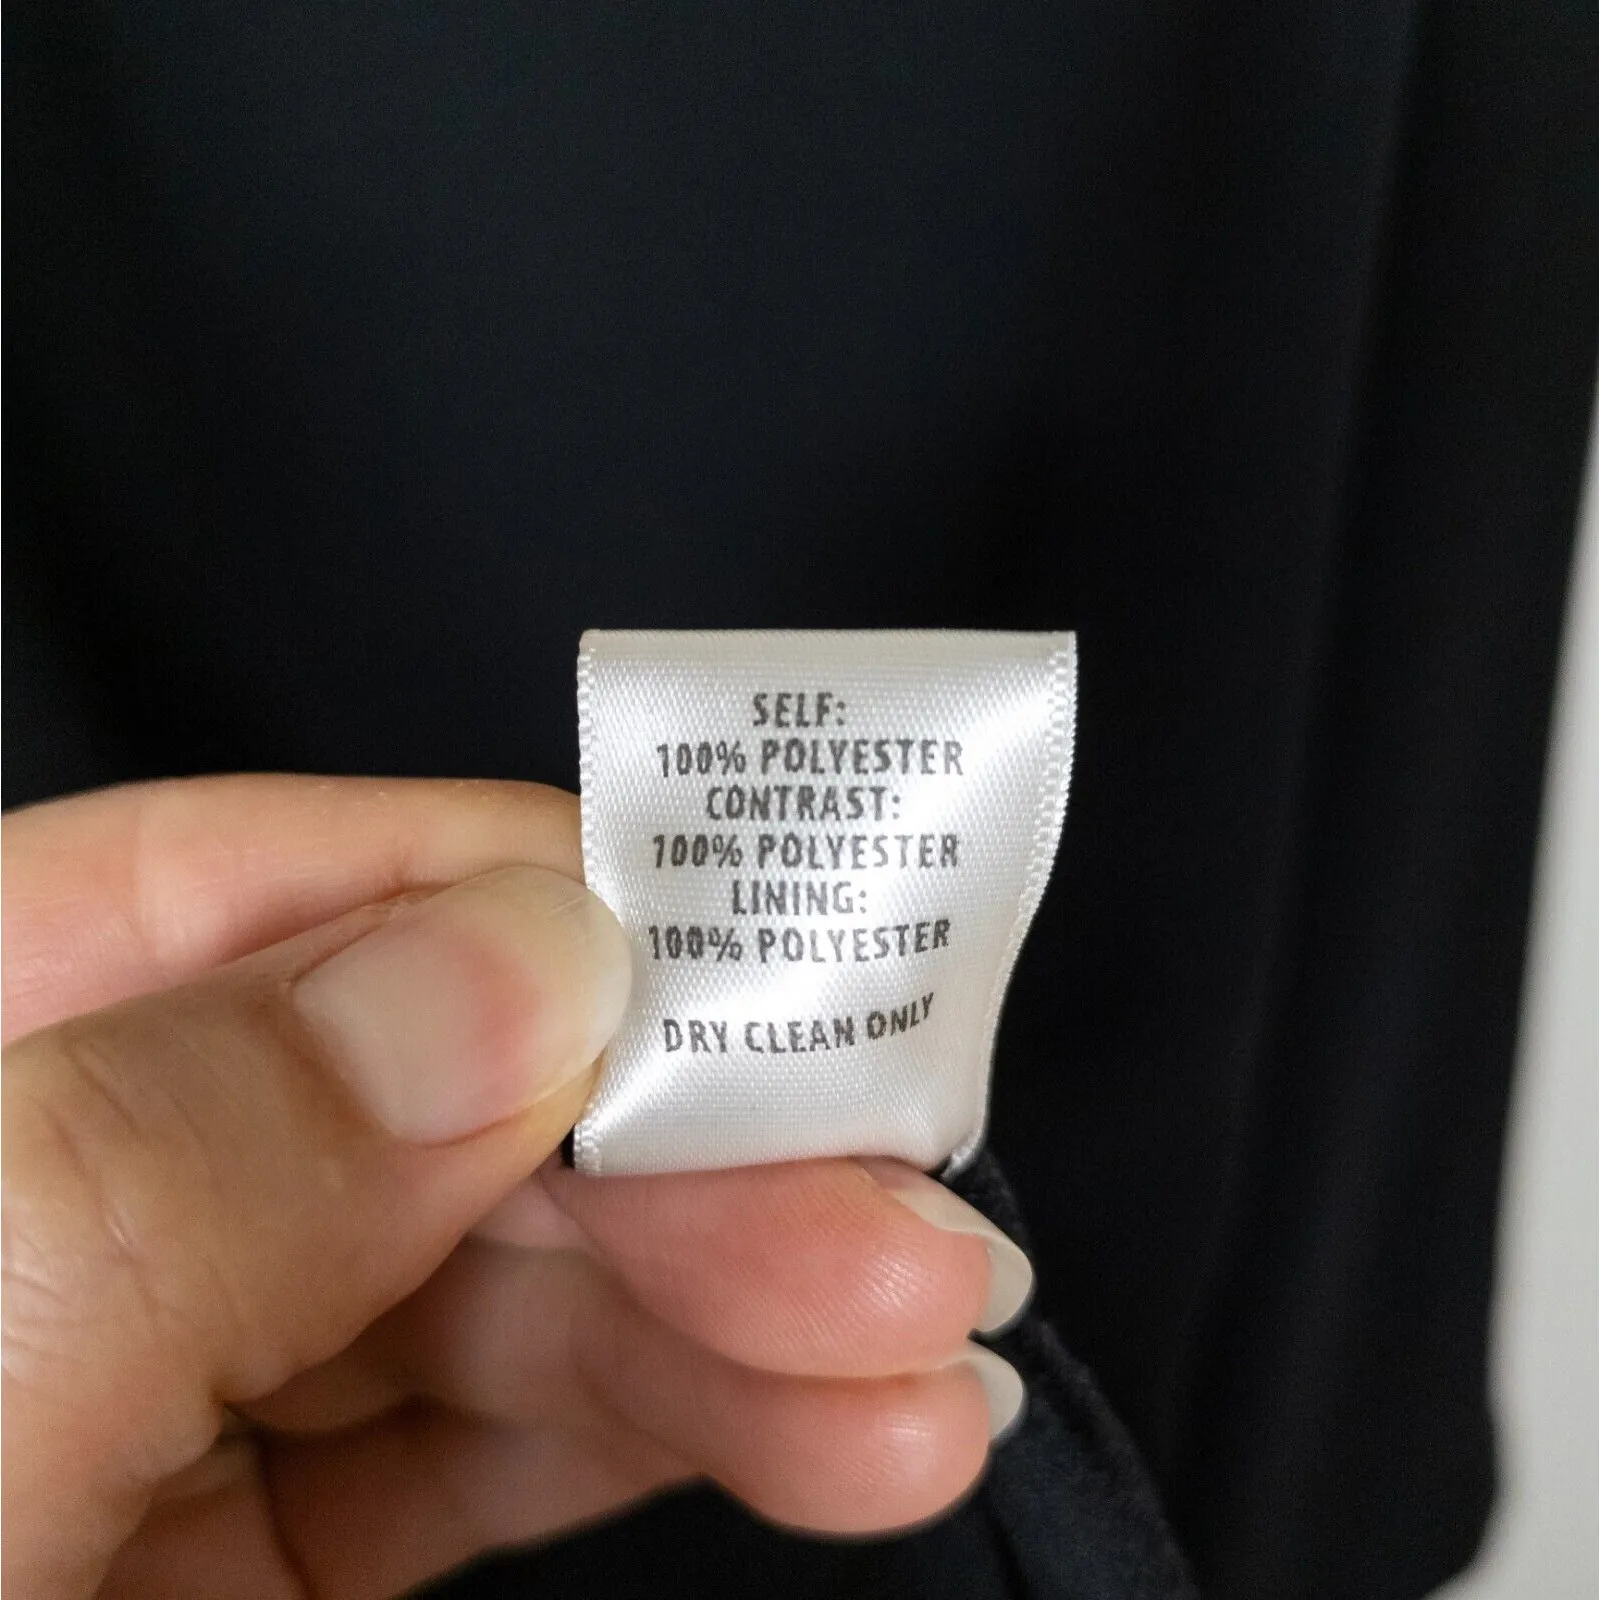 SELF:
100% POLYESTER
CONTRAST:
100% POLYESTER
LINING:
100% POLYESTER
DRY CLEAN ONLY